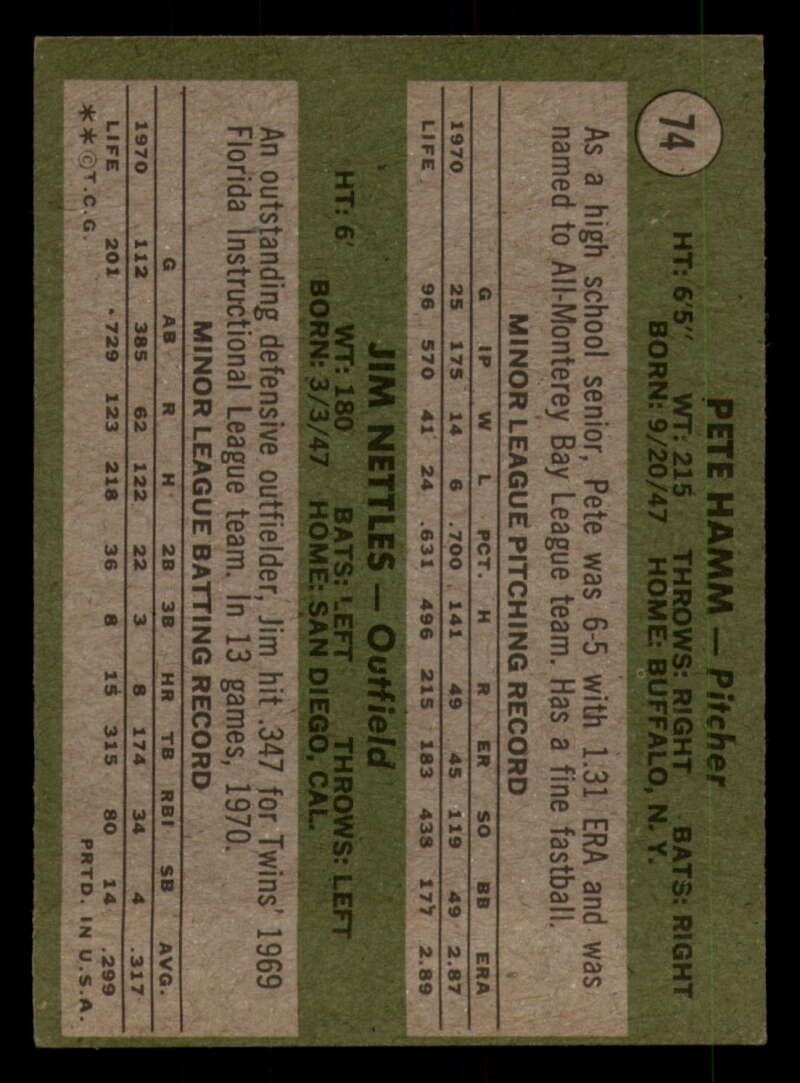 74
PETE HAMM — Pitcher
HT: 6'5" WT: 215 THROWS: RIGHT BATS: RIGHT
BORN: 9/20/47 HOME: BUFFALO, N. Y.
As a high school senior, Pete was 6-5 with 1.31 ERA and was
named to All-Monterey Bay League team. Has a fine fastball.
MINOR LEAGUE PITCHING RECORD
G IP W L PCT. H R ER SO BB ERA
1970 25 175 14 6 .700 141 49 45 119 49 2.87
LIFE 96 570 41 24 .631 496 215 183 438 177 2.89
JIM NETTLES — Outfield
HT: 6' WT: 180 BATS: LEFT THROWS: LEFT
BORN: 3/3/47 HOME: SAN DIEGO, CAL.
An outstanding defensive outfielder, Jim hit .347 for Twins' 1969
Florida Instructional League team. In 13 games, 1970.
MINOR LEAGUE BATTING RECORD
G AB R H 2B 3B HR TB RBI SB AVG.
1970 112 385 62 122 22 3 8 174 34 4 .317
LIFE 201 729 123 218 36 8 15 315 80 14 .299
**©T.C.G. PRTD. IN U.S.A.